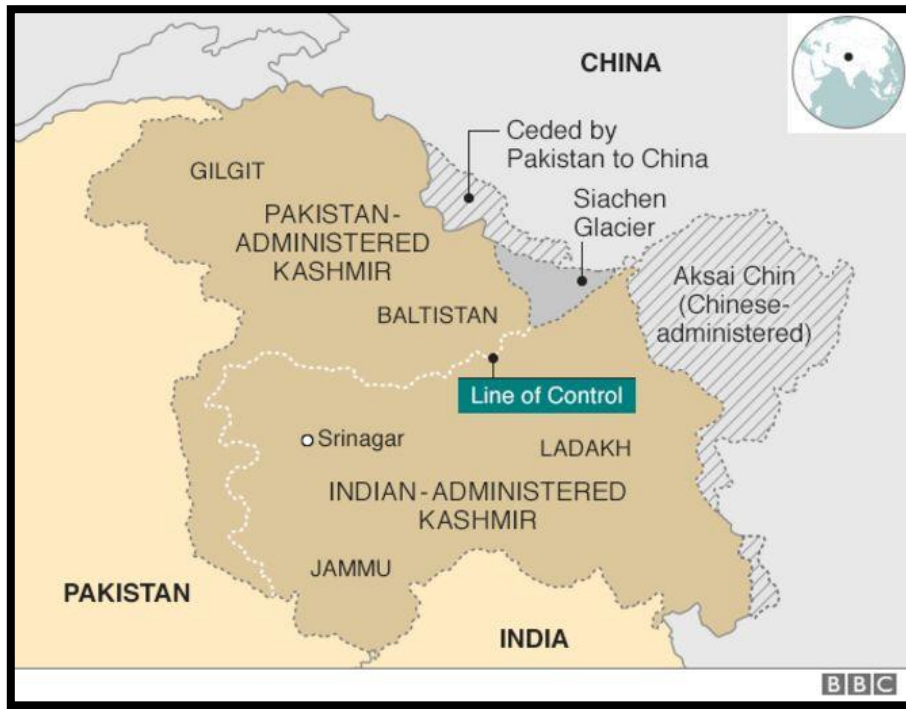 CHINA
Ceded by
Pakistan to China
GILGIT
Siachen
Glacier
PAKISTAN-
ADMINISTERED
KASHMIR
Aksai Chin
(Chinese-
administered)
BALTISTAN
Line of Control
Srinagar
LADAKH
INDIAN-ADMINISTERED
KASHMIR
JAMMU
PAKISTAN
INDIA
BBC